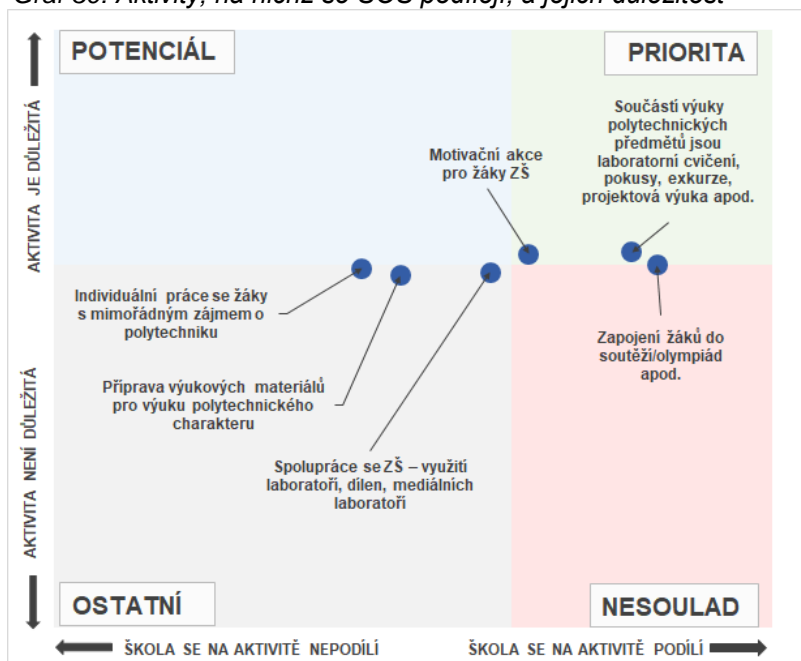 Graf 39: Aktivity, na nichž se SOŠ podílejí, a jejich důležitost
POTENCIÁL
PRIORITA
AKTIVITA JE DŮLEŽITÁ
Součástí výuky
polytechnických
předmětů jsou
laboratorní cvičení,
pokusy, exkurze,
projektová výuka apod.
Motivační akce
pro žáky ZŠ
Individuální práce se žáky
s mimořádným zájmem o
polytechniku
Zapojení žáků do
soutěží/olympiád
apod.
Příprava výukových materiálů
pro výuku polytechnického
charakteru
AKTIVITA NENÍ DŮLEŽITÁ
Spolupráce se ZŠ – využití
laboratoří, dílen, mediálních
laboratoři
OSTATNÍ
NESOULAD
ŠKOLA SE NA AKTIVITĚ NEPODÍLÍ
ŠKOLA SE NA AKTIVITĚ PODÍLÍ